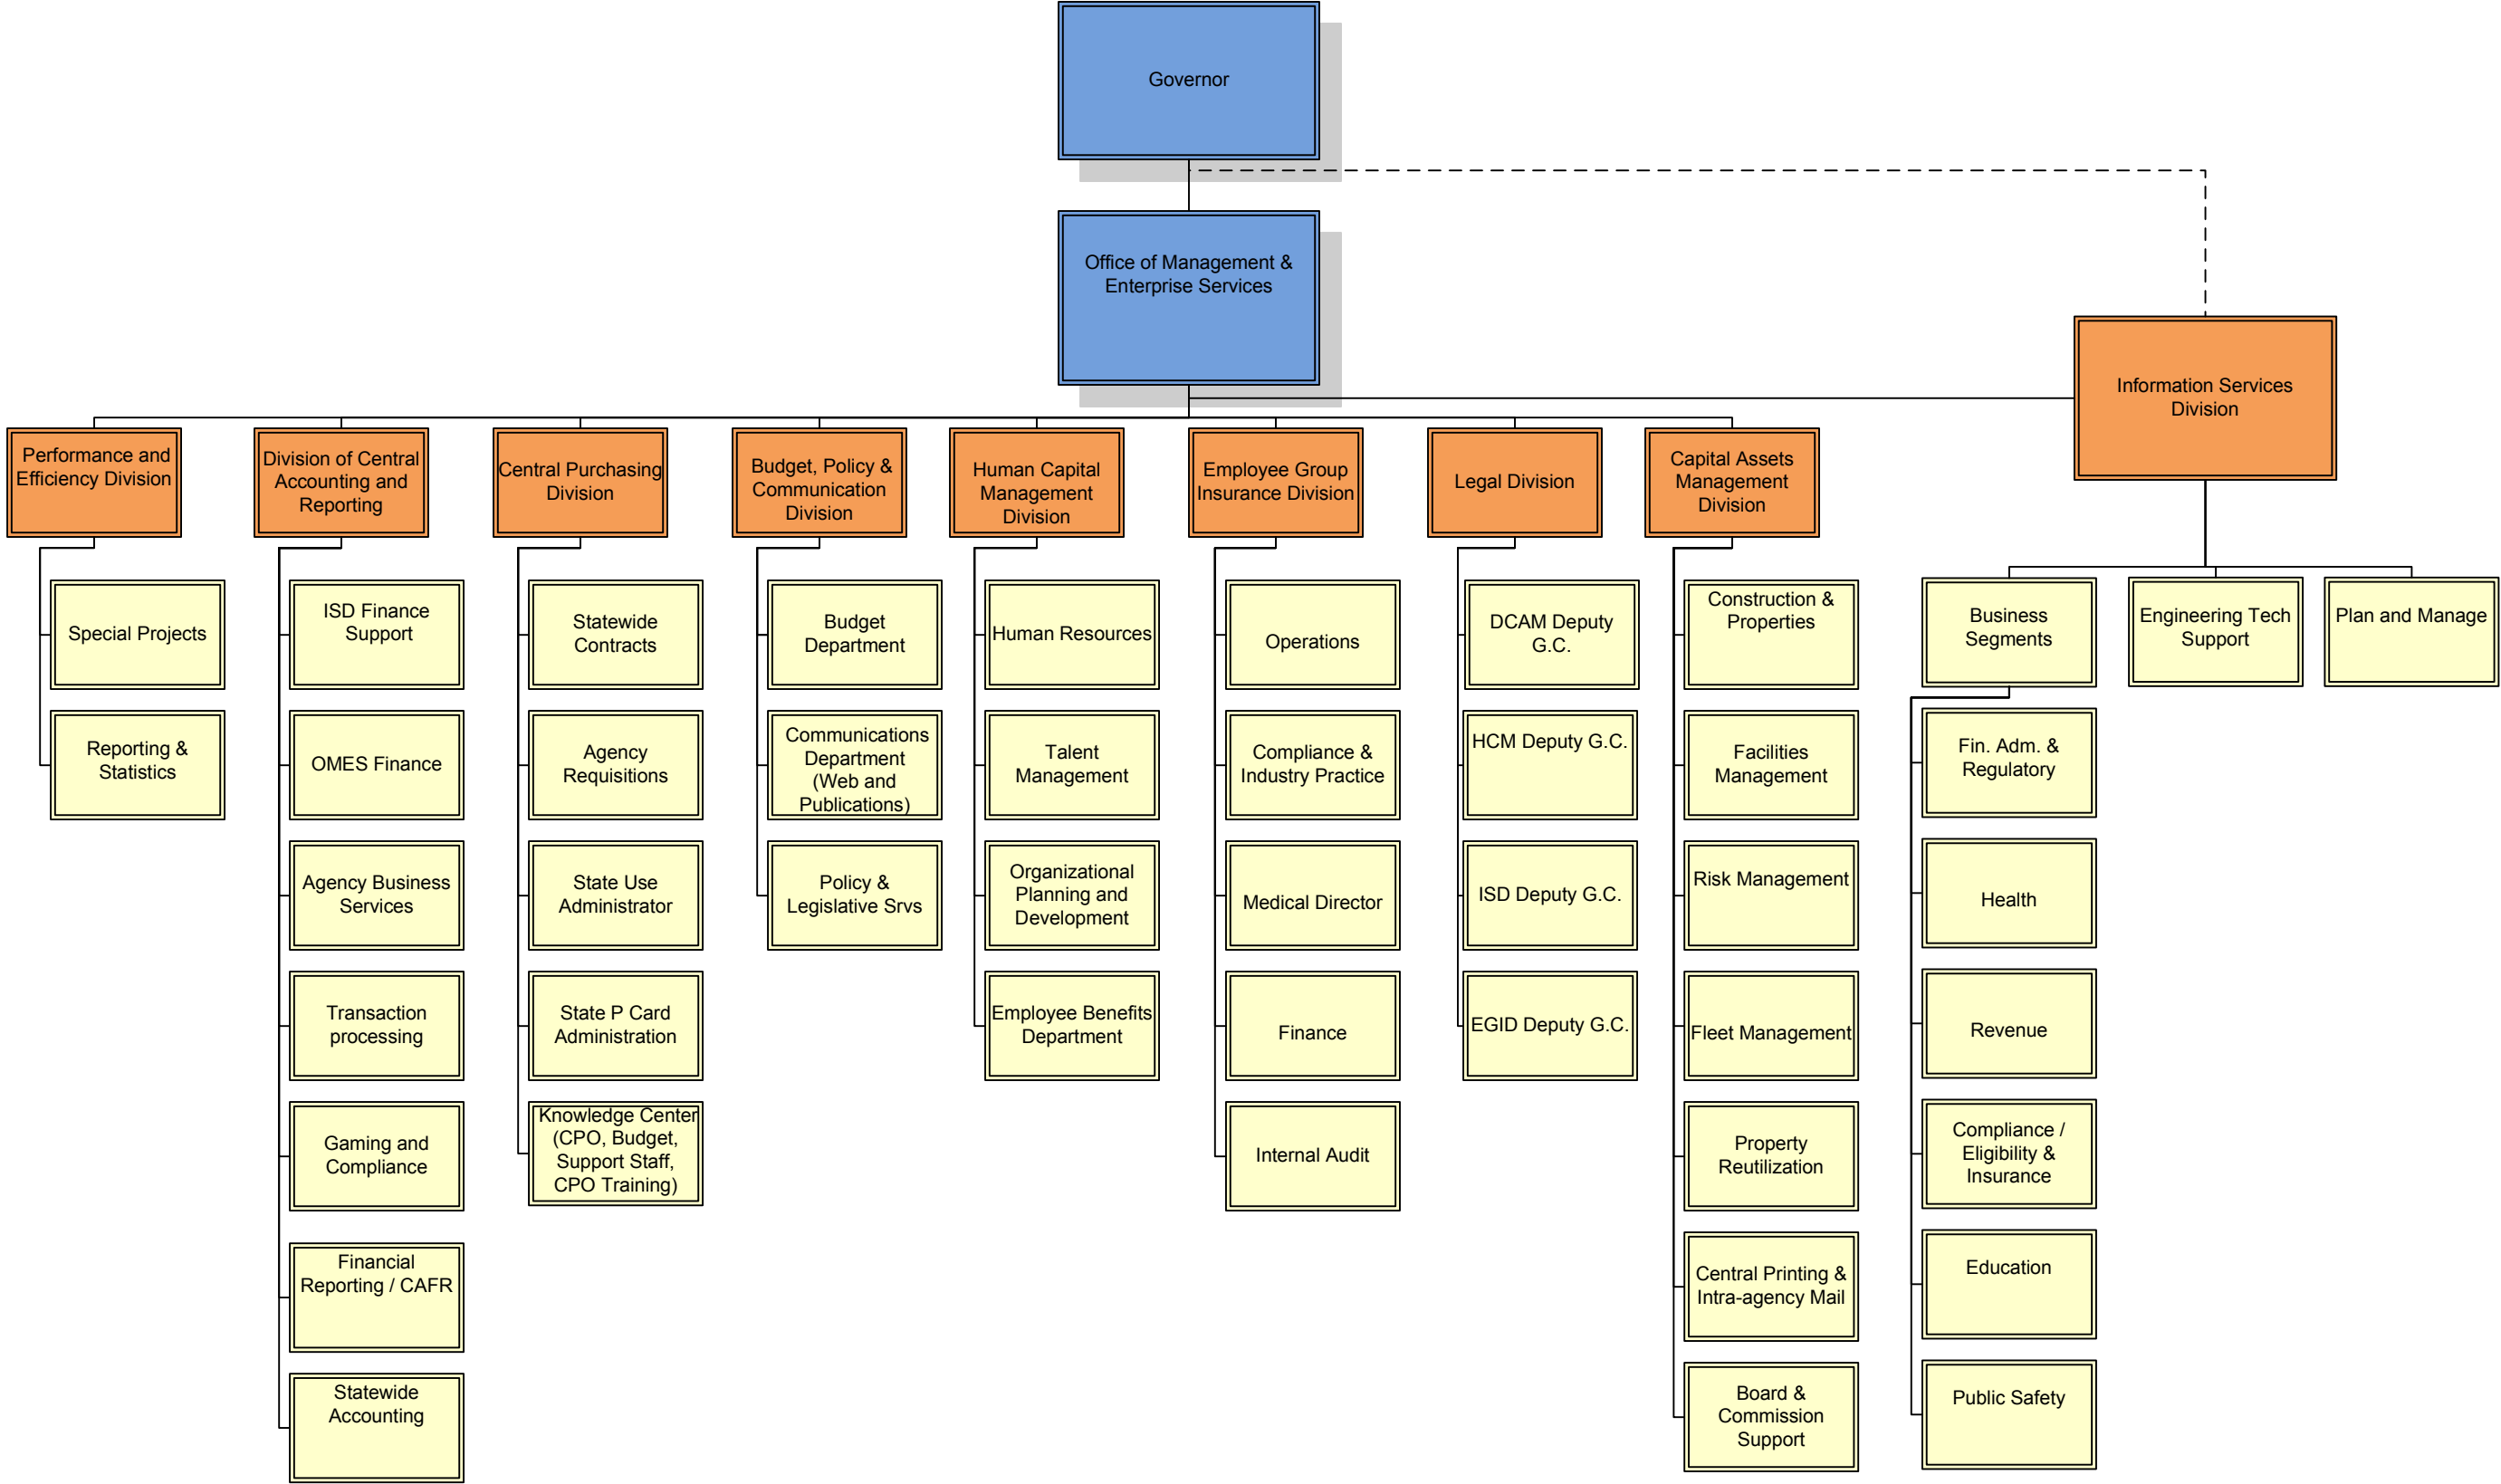 Governor
Office of Management &
Enterprise Services
Information Services
Division
Performance and
Efficiency Division
Division of Central
Accounting and
Reporting
Central Purchasing
Division
Budget, Policy &
Communication
Division
Human Capital
Management
Division
Employee Group
Insurance Division
Legal Division
Capital Assets
Management
Division
Special Projects
Reporting &
Statistics
ISD Finance
Support
OMES Finance
Agency Business
Services
Transaction
processing
Gaming and
Compliance
Financial
Reporting / CAFR
Statewide
Accounting
Statewide
Contracts
Agency
Requisitions
State Use
Administrator
State P Card
Administration
Knowledge Center
(CPO, Budget,
Support Staff,
CPO Training)
Budget
Department
Communications
Department
(Web and
Publications)
Policy &
Legislative Srvs
Human Resources
Talent
Management
Organizational
Planning and
Development
Employee Benefits
Department
Operations
Compliance &
Industry Practice
Medical Director
Finance
Internal Audit
DCAM Deputy
G.C.
HCM Deputy G.C.
ISD Deputy G.C.
EGID Deputy G.C.
Construction &
Properties
Facilities
Management
Risk Management
Fleet Management
Property
Reutilization
Central Printing &
Intra-agency Mail
Board &
Commission
Support
Business
Segments
Engineering Tech
Support
Plan and Manage
Fin. Adm. &
Regulatory
Health
Revenue
Compliance /
Eligibility &
Insurance
Education
Public Safety